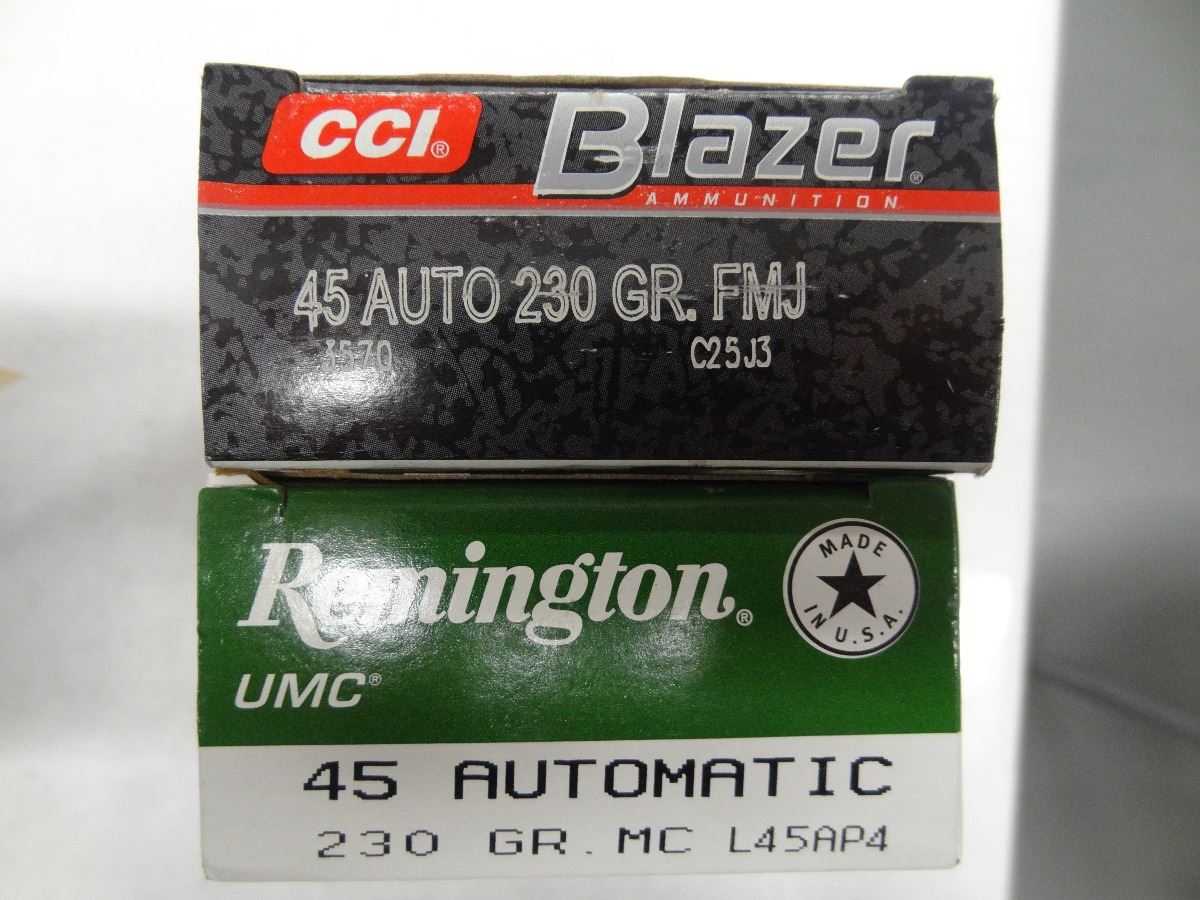 CCI®
Blazer®
AMMUNITION
45 AUTO 230 GR. FMJ
3570 C25J3
Remington®
MADE IN U.S.A.
UMC®
45 AUTOMATIC
230 GR. MC L45AP4